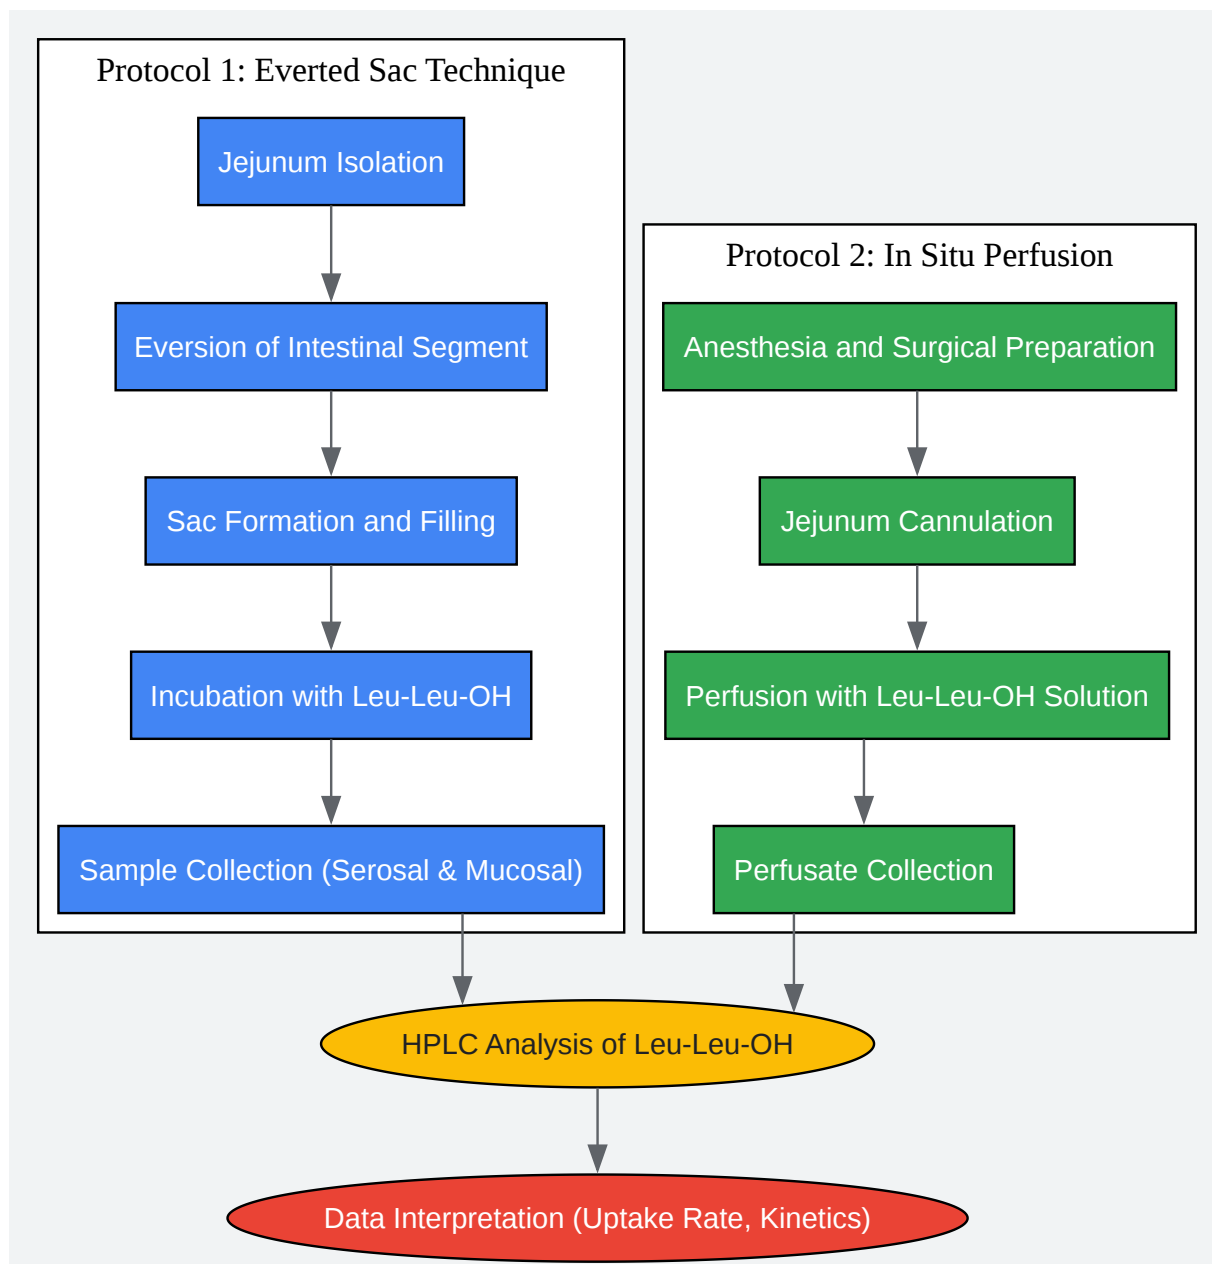 Protocol 1: Everted Sac Technique
Jejunum Isolation
Eversion of Intestinal Segment
Sac Formation and Filling
Incubation with Leu-Leu-OH
Sample Collection (Serosal & Mucosal)
Protocol 2: In Situ Perfusion
Anesthesia and Surgical Preparation
Jejunum Cannulation
Perfusion with Leu-Leu-OH Solution
Perfusate Collection
HPLC Analysis of Leu-Leu-OH
Data Interpretation (Uptake Rate, Kinetics)